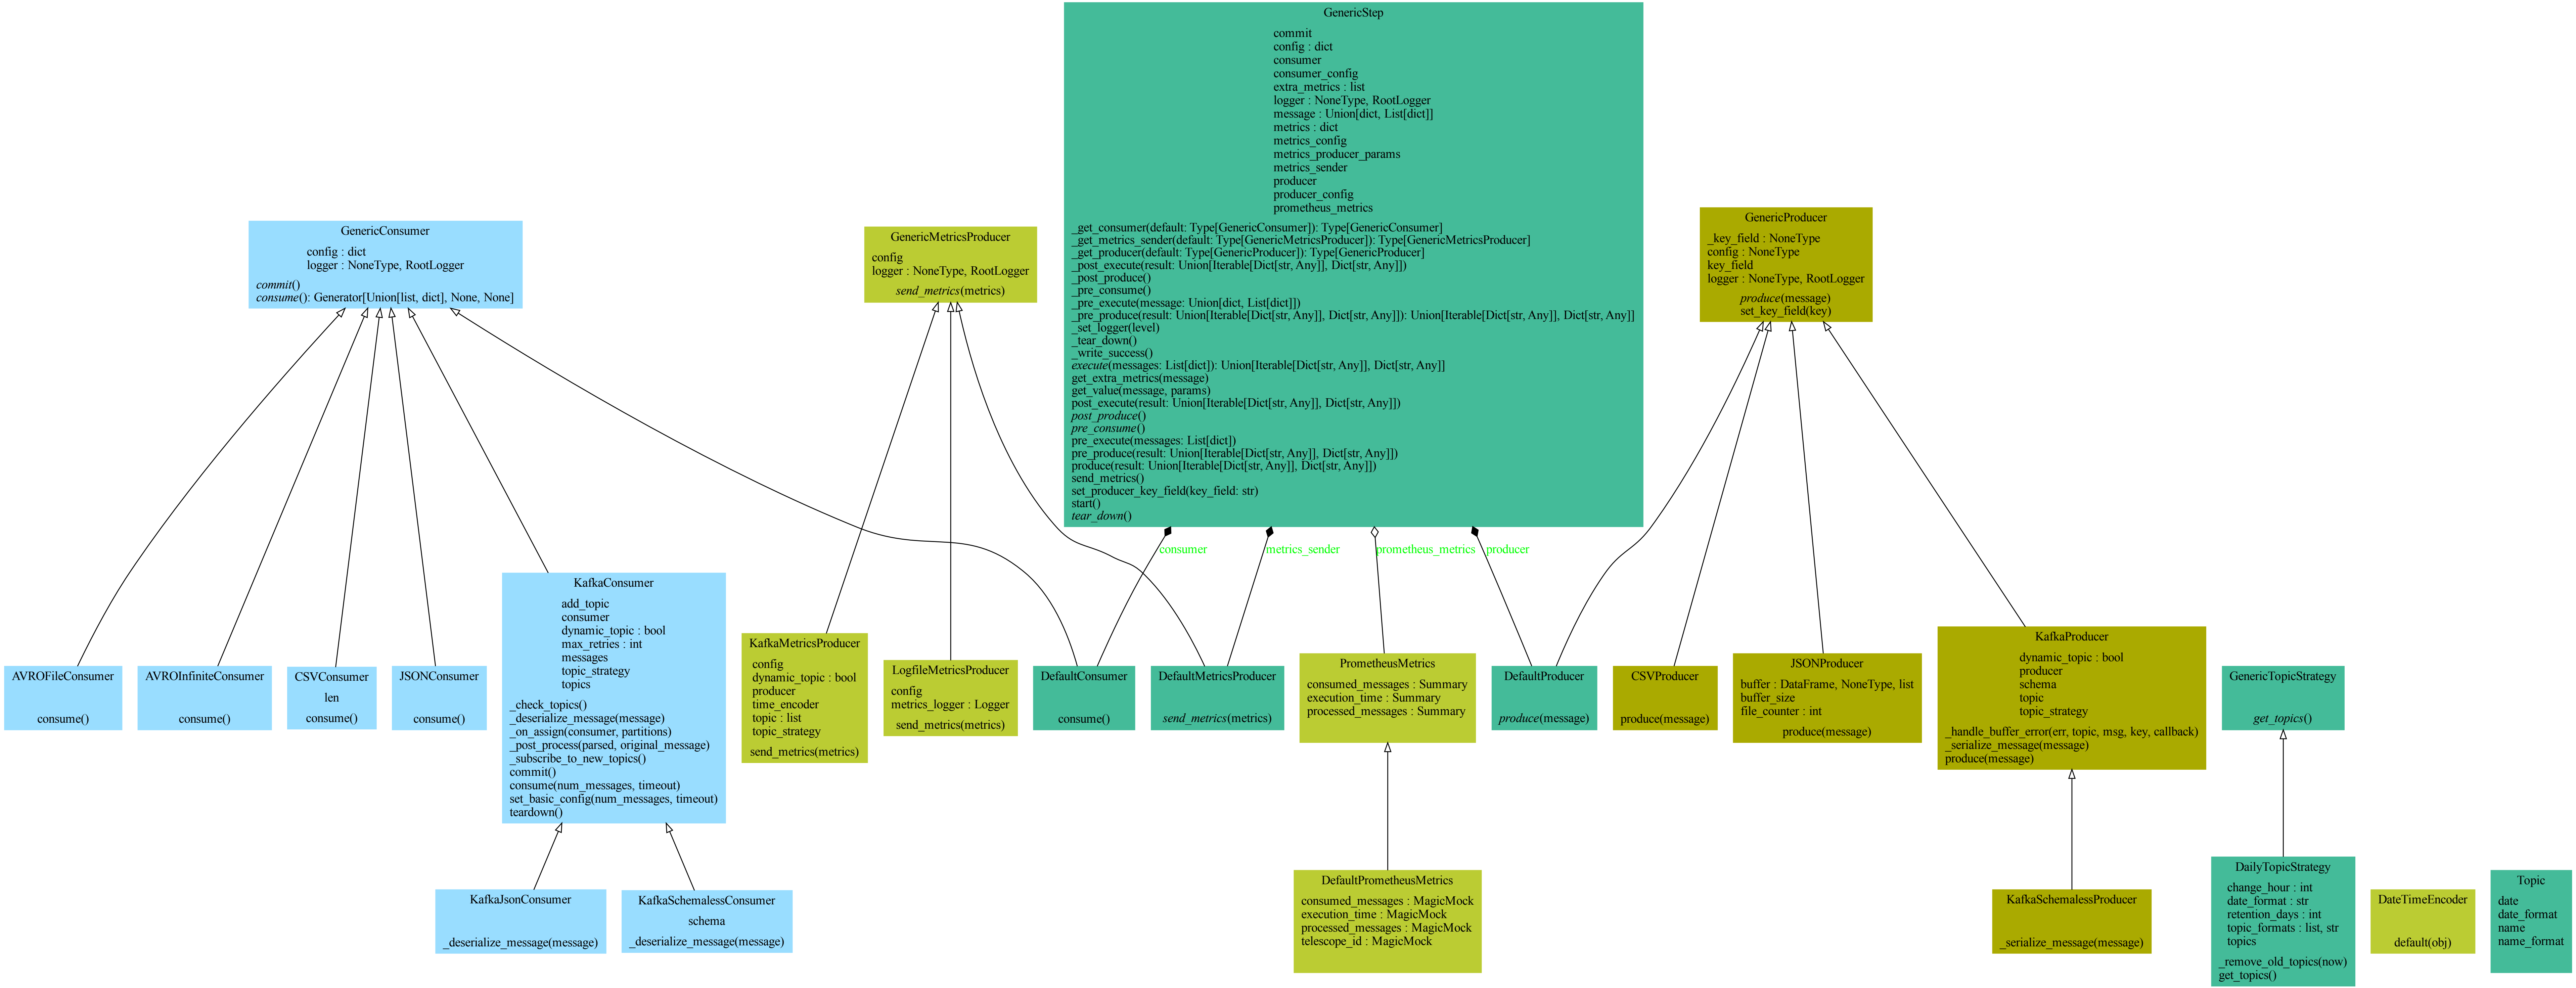 GenericStep
commit
config : dict
consumer
consumer_config
extra_metrics : list
logger : NoneType, RootLogger
message : Union[dict, List[dict]]
metrics : dict
metrics_config
metrics_producer_params
metrics_sender
producer
producer_config
prometheus_metrics
_get_consumer(default: Type[GenericConsumer]): Type[GenericConsumer]
_get_metrics_sender(default: Type[GenericMetricsProducer]): Type[GenericMetricsProducer]
_get_producer(default: Type[GenericProducer]): Type[GenericProducer]
_post_execute(result: Union[Iterable[Dict[str, Any]], Dict[str, Any]])
_post_produce()
_pre_consume()
_pre_execute(message: Union[dict, List[dict]])
_pre_produce(result: Union[Iterable[Dict[str, Any]], Dict[str, Any]]): Union[Iterable[Dict[str, Any]], Dict[str, Any]]
_set_logger(level)
_tear_down()
_write_success()
execute(messages: List[dict]): Union[Iterable[Dict[str, Any]], Dict[str, Any]]
get_extra_metrics(message)
get_value(message, params)
post_execute(result: Union[Iterable[Dict[str, Any]], Dict[str, Any]])
post_produce()
pre_consume()
pre_execute(messages: List[dict])
pre_produce(result: Union[Iterable[Dict[str, Any]], Dict[str, Any]])
produce(result: Union[Iterable[Dict[str, Any]], Dict[str, Any]])
send_metrics()
set_producer_key_field(key_field: str)
start()
tear_down()
GenericConsumer
config : dict
logger : NoneType, RootLogger
commit()
consume(): Generator[Union[list, dict], None, None]
GenericMetricsProducer
config
logger : NoneType, RootLogger
send_metrics(metrics)
GenericProducer
_key_field : NoneType
config : NoneType
key_field
logger : NoneType, RootLogger
produce(message)
set_key_field(key)
consumer
metrics_sender
prometheus_metrics
producer
AVROFileConsumer
consume()
AVROInfiniteConsumer
consume()
CSVConsumer
len
consume()
JSONConsumer
consume()
KafkaConsumer
add_topic
consumer
dynamic_topic : bool
max_retries : int
messages
topic_strategy
topics
_check_topics()
_deserialize_message(message)
_on_assign(consumer, partitions)
_post_process(parsed, original_message)
_subscribe_to_new_topics()
commit()
consume(num_messages, timeout)
set_basic_config(num_messages, timeout)
teardown()
KafkaMetricsProducer
config
dynamic_topic : bool
producer
time_encoder
topic : list
topic_strategy
send_metrics(metrics)
LogfileMetricsProducer
config
metrics_logger : Logger
send_metrics(metrics)
DefaultConsumer
consume()
DefaultMetricsProducer
send_metrics(metrics)
PrometheusMetrics
consumed_messages : Summary
execution_time : Summary
processed_messages : Summary
DefaultProducer
produce(message)
CSVProducer
produce(message)
JSONProducer
buffer : DataFrame, NoneType, list
buffer_size
file_counter : int
produce(message)
KafkaProducer
dynamic_topic : bool
producer
schema
topic
topic_strategy
_handle_buffer_error(err, topic, msg, key, callback)
_serialize_message(message)
produce(message)
GenericTopicStrategy
get_topics()
KafkaJsonConsumer
_deserialize_message(message)
KafkaSchemalessConsumer
schema
_deserialize_message(message)
DefaultPrometheusMetrics
consumed_messages : MagicMock
execution_time : MagicMock
processed_messages : MagicMock
telescope_id : MagicMock
KafkaSchemalessProducer
_serialize_message(message)
DailyTopicStrategy
change_hour : int
date_format : str
retention_days : int
topic_formats : list, str
topics
_remove_old_topics(now)
get_topics()
DateTimeEncoder
default(obj)
Topic
date
date_format
name
name_format